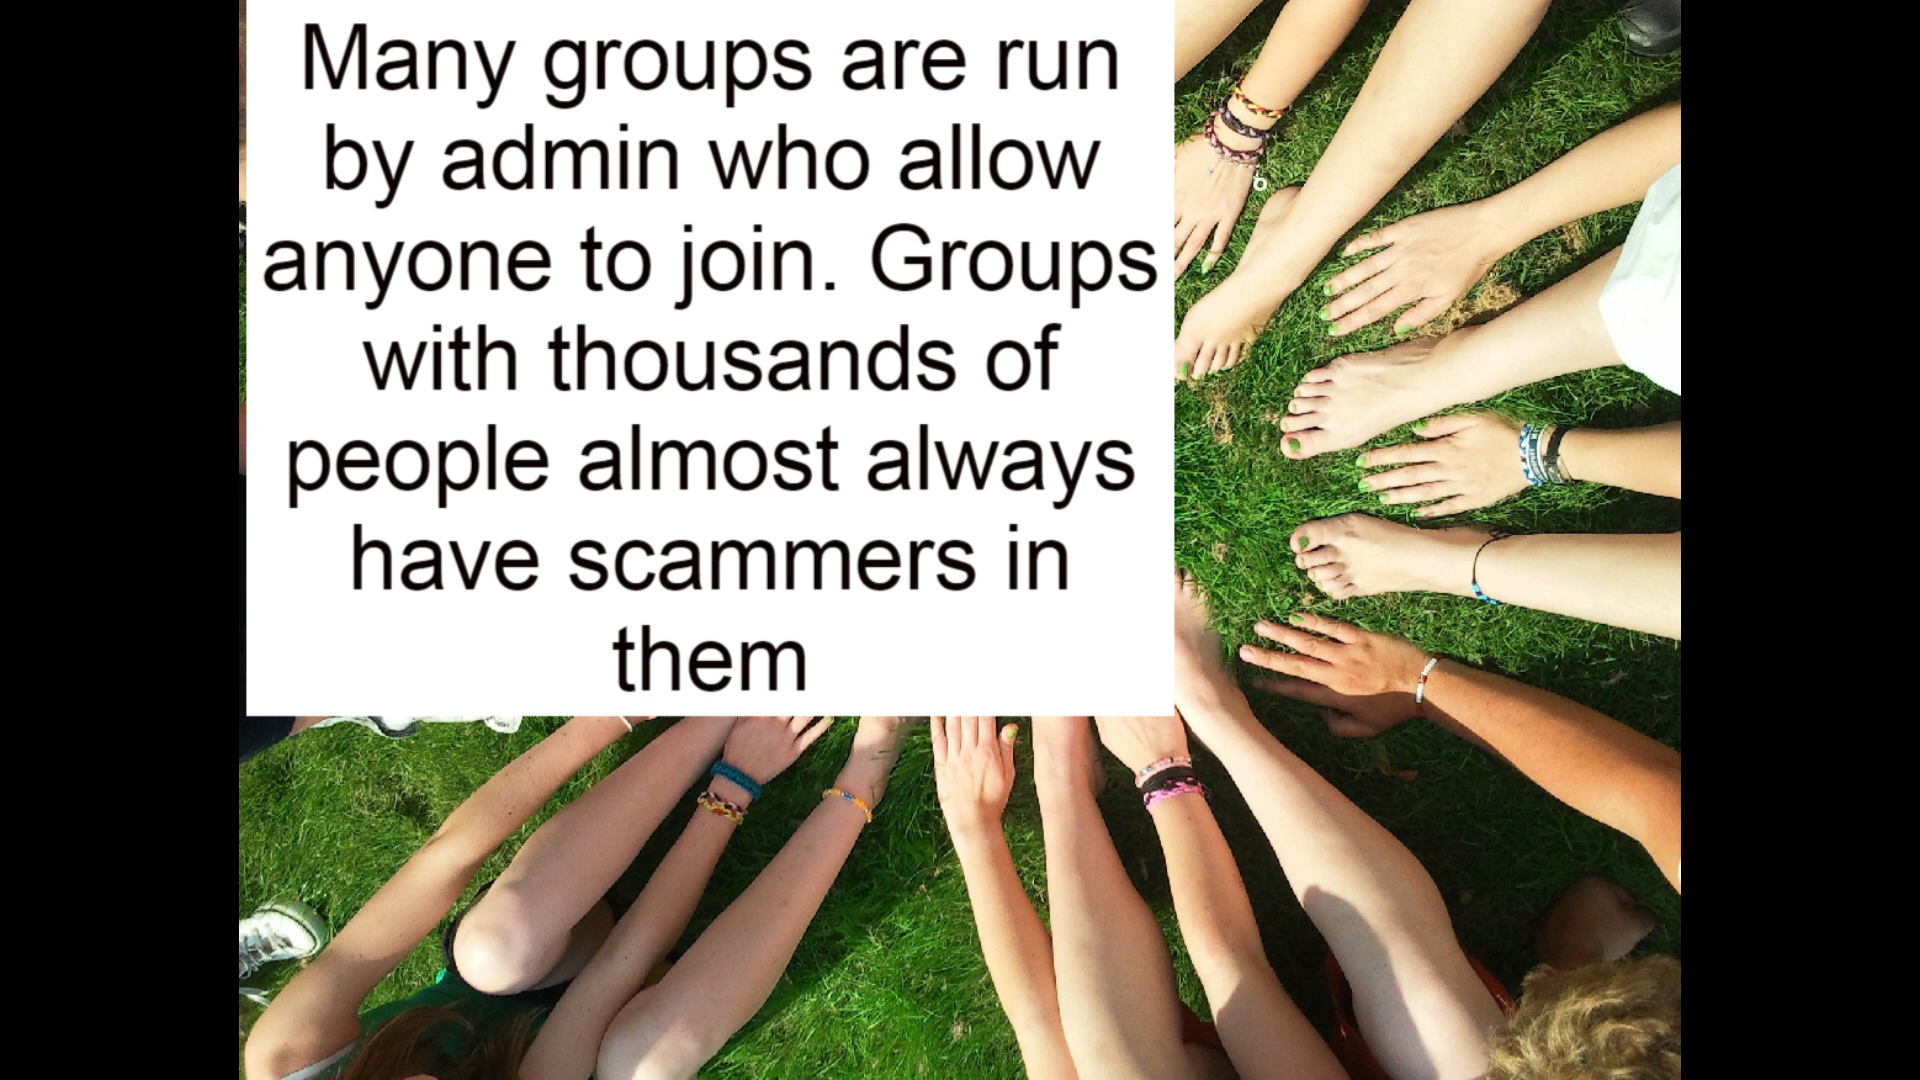 Many groups are run
by admin who allow
anyone to join. Groups
with thousands of
people almost always
have scammers in
them